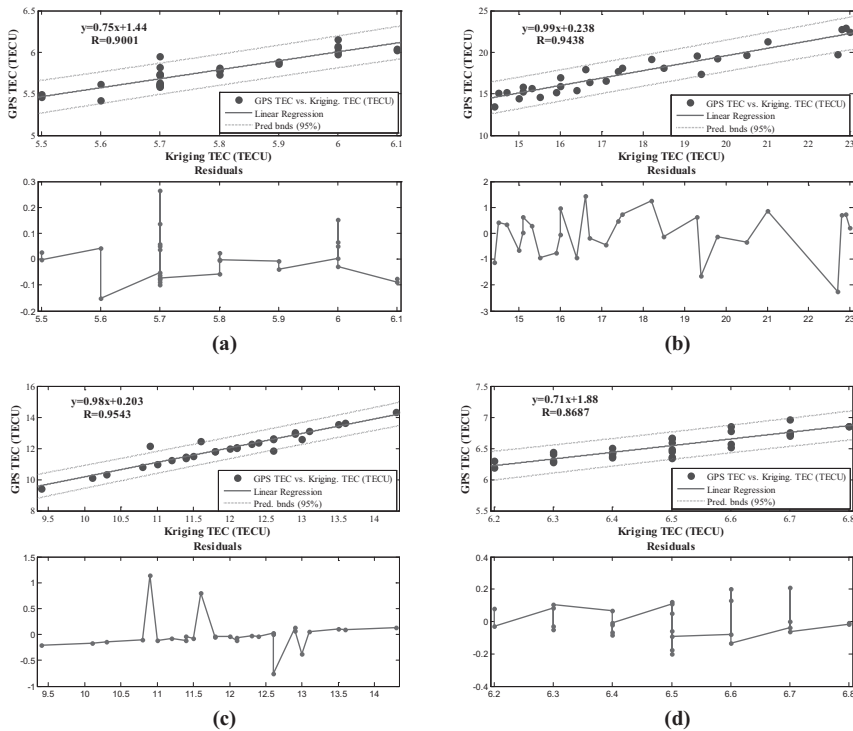 y=0.75x+1.44
R=0.9001
GPS TEC (TECU)
6.5
6
5.5
5
GPS TEC vs. Kriging. TEC (TECU)
Linear Regression
Pred bnds (95%)
5.5 5.6 5.7 5.8 5.9 6 6.1
Kriging TEC (TECU)
Residuals
0.3
0.2
0.1
0
-0.1
-0.2
5.5 5.6 5.7 5.8 5.9 6 6.1
(a)
y=0.99x+0.238
R=0.9438
GPS TEC (TECU)
25
20
15
10
GPS TEC vs. Kriging. TEC (TECU)
Linear Regression
Pred. bnds (95%)
15 16 17 18 19 20 21 22 23
Kriging TEC (TECU)
Residuals
2
1
0
-1
-2
-3
15 16 17 18 19 20 21 22 23
(b)
y=0.98x+0.203
R=0.9543
GPS TEC (TECU)
16
14
12
10
8
GPS TEC vs. Kriging. TEC (TECU)
Linear Regression
Pred. bnds (95%)
9.5 10 10.5 11 11.5 12 12.5 13 13.5 14
Kriging TEC (TECU)
Residuals
1.5
1
0.5
0
-0.5
-1
9.5 10 10.5 11 11.5 12 12.5 13 13.5 14
(c)
y=0.71x+1.88
R=0.8687
GPS TEC (TECU)
7.5
7
6.5
6
5.5
GPS TEC vs. Kriging. TEC (TECU)
Linear Regression
Pred. bnds (95%)
6.2 6.3 6.4 6.5 6.6 6.7 6.8
Kriging TEC (TECU)
Residuals
0.4
0.2
0
-0.2
-0.4
6.2 6.3 6.4 6.5 6.6 6.7 6.8
(d)